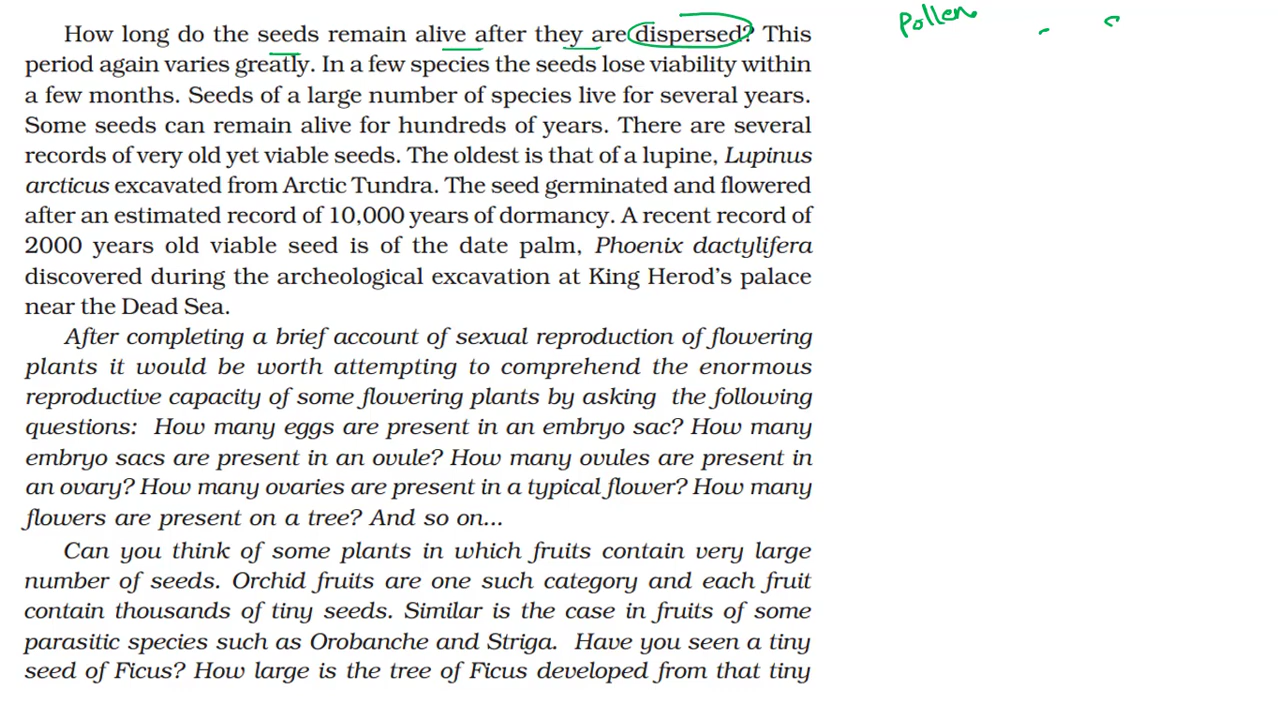 How long do the seeds remain alive after they are dispersed? This
period again varies greatly. In a few species the seeds lose viability within
a few months. Seeds of a large number of species live for several years.
Some seeds can remain alive for hundreds of years. There are several
records of very old yet viable seeds. The oldest is that of a lupine, Lupinus
arcticus excavated from Arctic Tundra. The seed germinated and flowered
after an estimated record of 10,000 years of dormancy. A recent record of
2000 years old viable seed is of the date palm, Phoenix dactylifera
discovered during the archeological excavation at King Herod's palace
near the Dead Sea.
After completing a brief account of sexual reproduction of flowering
plants it would be worth attempting to comprehend the enormous
reproductive capacity of some flowering plants by asking the following
questions: How many eggs are present in an embryo sac? How many
embryo sacs are present in an ovule? How many ovules are present in
an ovary? How many ovaries are present in a typical flower? How many
flowers are present on a tree? And so on...
Can you think of some plants in which fruits contain very large
number of seeds. Orchid fruits are one such category and each fruit
contain thousands of tiny seeds. Similar is the case in fruits of some
parasitic species such as Orobanche and Striga. Have you seen a tiny
seed of Ficus? How large is the tree of Ficus developed from that tiny
Pollen